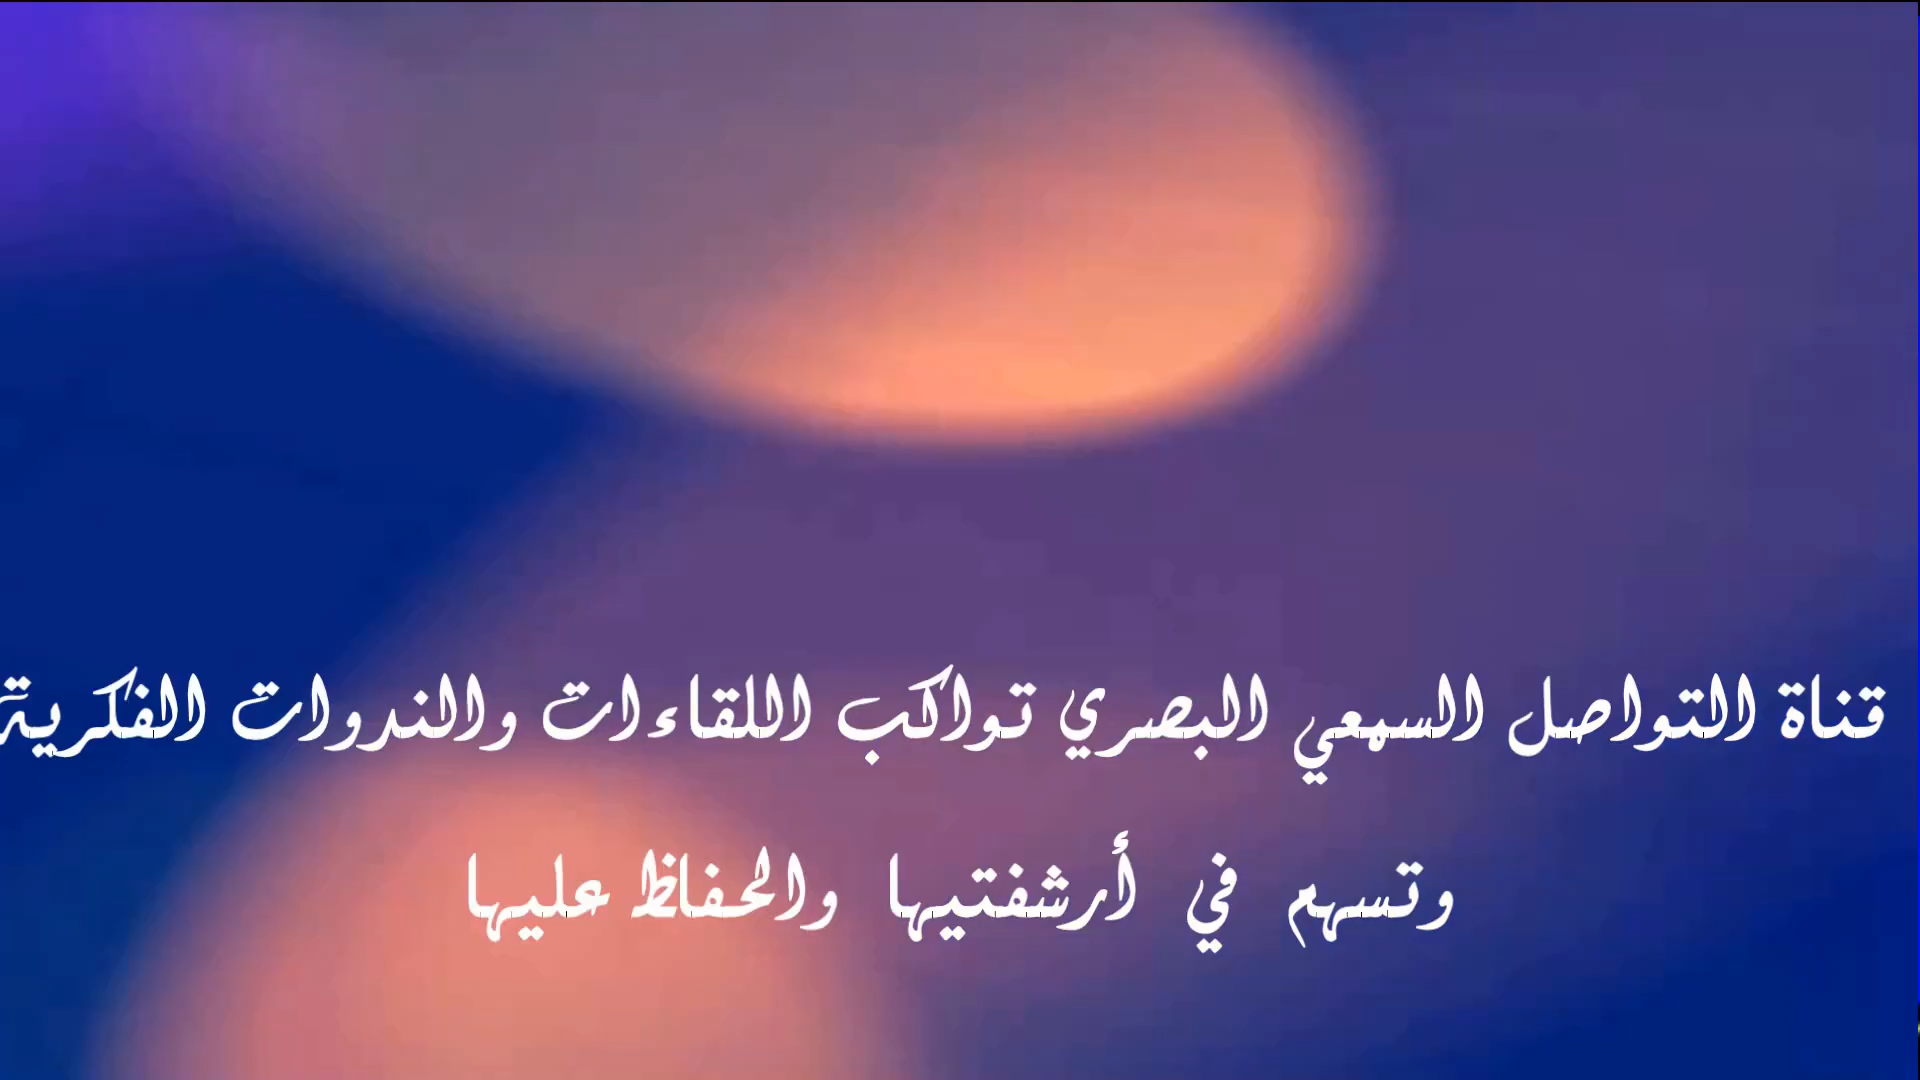 قناة التواصل السمعي البصري تواكب اللقاءات والندوات الفكرية
وتسهم في أرشفتيها والحفاظ عليها